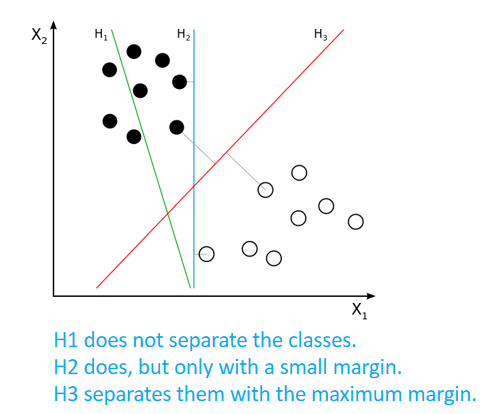 X₂
H₁ H₂ H₃
X₁
H1 does not separate the classes.
H2 does, but only with a small margin.
H3 separates them with the maximum margin.